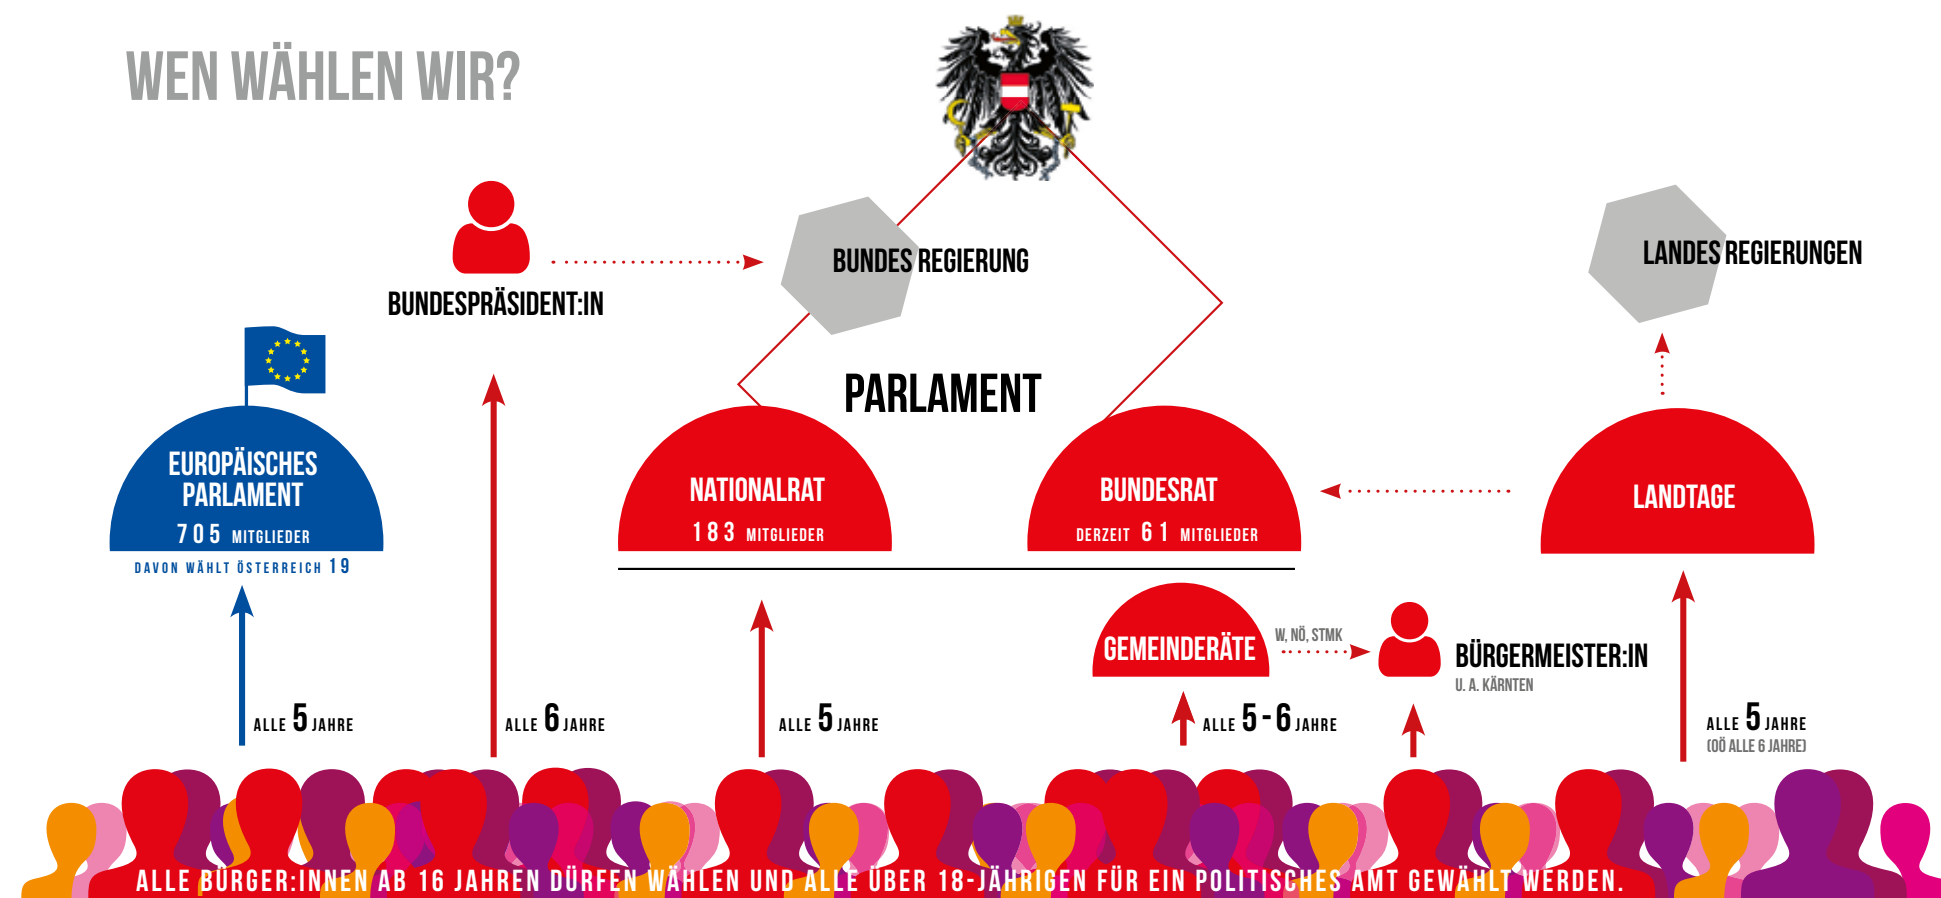 WEN WÄHLEN WIR?
BUNDESPRÄSIDENT:IN
BUNDES REGIERUNG
LANDES REGIERUNGEN
PARLAMENT
EUROPÄISCHES
PARLAMENT
705 MITGLIEDER
DAVON WÄHLT ÖSTERREICH 19
NATIONALRAT
183 MITGLIEDER
BUNDESRAT
DERZEIT 61 MITGLIEDER
LANDTAGE
GEMEINDERÄTE
W, NÖ, STMK
BÜRGERMEISTER:IN
U. A. KÄRNTEN
ALLE 5 JAHRE
ALLE 6 JAHRE
ALLE 5 JAHRE
ALLE 5-6 JAHRE
ALLE 5 JAHRE
(OÖ ALLE 6 JAHRE)
ALLE BÜRGER:INNEN AB 16 JAHREN DÜRFEN WÄHLEN UND ALLE ÜBER 18-JÄHRIGEN FÜR EIN POLITISCHES AMT GEWÄHLT WERDEN.